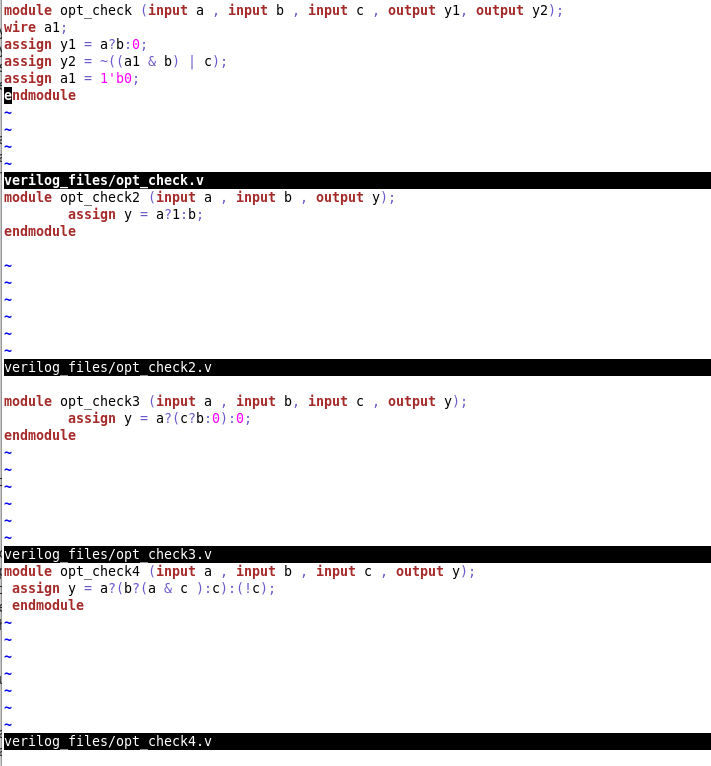 module opt_check (input a , input b , input c , output y1, output y2);
wire a1;
assign y1 = a?b:0;
assign y2 = ~((a1 & b) | c);
assign a1 = 1'b0;
endmodule
~
~
~
~
verilog_files/opt_check.v
module opt_check2 (input a , input b , output y);
        assign y = a?1:b;
endmodule
~
~
~
~
~
~
verilog_files/opt_check2.v
module opt_check3 (input a , input b, input c , output y);
        assign y = a?(c?b:0):0;
endmodule
~
~
~
~
~
~
verilog_files/opt_check3.v
module opt_check4 (input a , input b , input c , output y);
 assign y = a?(b?(a & c ):c):(!c);
 endmodule
~
~
~
~
~
~
~
verilog_files/opt_check4.v